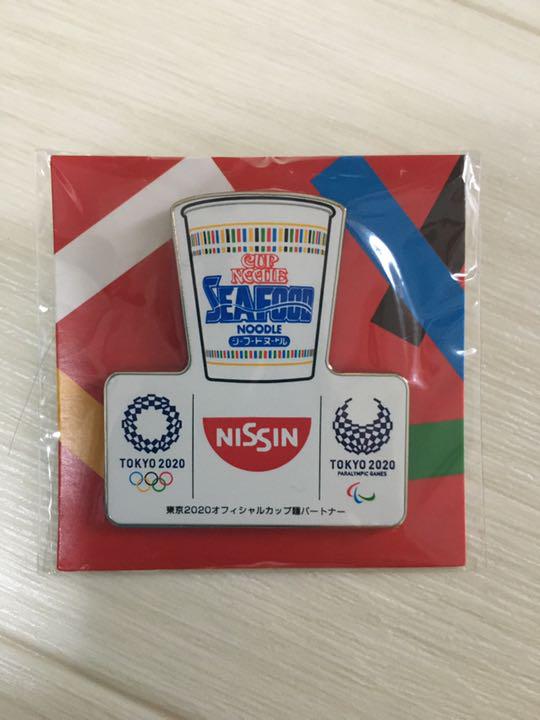 CUP
NOODLE
SEAFOOD
NOODLE
シーフードヌードル
TOKYO 2020
NISSIN
TOKYO 2020
PARALYMPIC GAMES
東京2020オフィシャルカップ麺パートナー